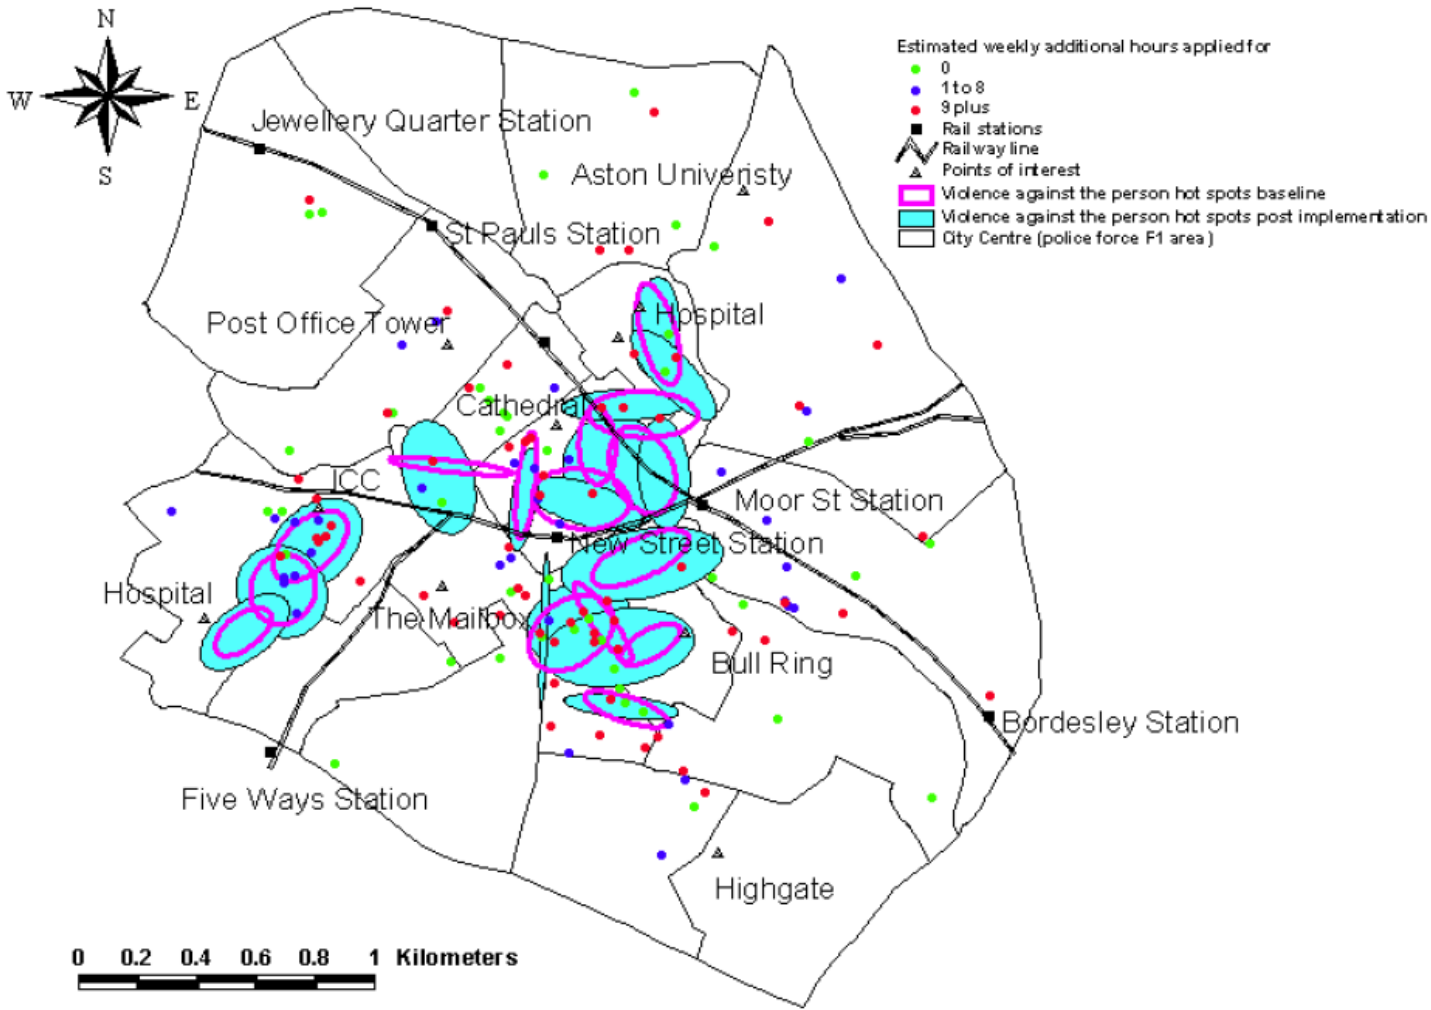 N
W
E
S
Estimated weekly additional hours applied for
0
1 to 8
9 plus
Rail stations
Railway line
Points of interest
Violence against the person hot spots baseline
Violence against the person hot spots post implementation
City Centre (police force F1 area)
Jewellery Quarter Station
Aston Univeristy
St Pauls Station
Hospital
Post Office Tower
Cathedral
ICC
Moor St Station
New Street Station
Hospital
The Mailbox
Bull Ring
Bordesley Station
Five Ways Station
Highgate
0 0.2 0.4 0.6 0.8 1 Kilometers